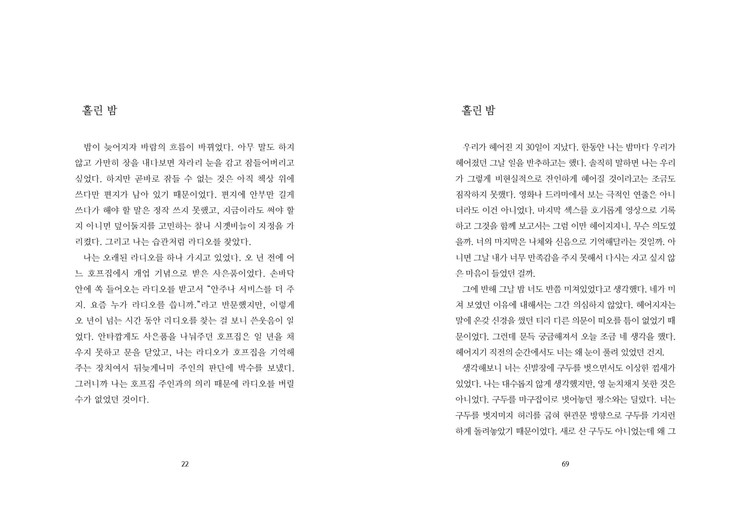 홀린 밤
밤이 늦어지자 바람의 흐름이 바뀌었다. 아무 말도 하지
않고 가만히 창을 내다보면 차라리 눈을 감고 잠들어버리고
싶었다. 하지만 곧바로 잠들 수 없는 것은 아직 책상 위에
쓰다만 편지가 남아 있기 때문이었다. 편지에 안부만 길게
쓰다가 해야 할 말은 정작 쓰지 못했고, 지금이라도 써야 할
지 아니면 덮어둘지를 고민하는 찰나 시곗바늘이 자정을 가
리켰다. 그리고 나는 습관처럼 라디오를 찾았다.
나는 오래된 라디오를 하나 가지고 있었다. 오 년 전에 어
느 호프집에서 개업 기념으로 받은 사은품이었다. 손바닥
안에 쏙 들어오는 라디오를 받고서 “안주나 서비스를 더 주
지. 요즘 누가 라디오를 씁니까.”라고 반문했지만, 이렇게
오 년이 넘는 시간 동안 라디오를 찾는 걸 보니 쓴웃음이 일
었다. 안타깝게도 사은품을 나눠주던 호프집은 일 년을 채
우지 못하고 문을 닫았고, 나는 라디오가 호프집을 기억해
주는 장치여서 뒤늦게나마 주인의 판단에 박수를 보냈다.
그러니까 나는 호프집 주인과의 의리 때문에 라디오를 버릴
수가 없었던 것이다.
22
홀린 밤
우리가 헤어진 지 30일이 지났다. 한동안 나는 밤마다 우리가
헤어졌던 그날 일을 반추하고는 했다. 솔직히 말하면 나는 우리
가 그렇게 비현실적으로 잔인하게 헤어질 것이라고는 조금도
짐작하지 못했다. 영화나 드라마에서 보는 극적인 연출은 아니
더라도 이건 아니었다. 마지막 섹스를 호기롭게 영상으로 기록
하고 그것을 함께 보고서는 그럼 이만 헤어지자니. 무슨 의도였
을까. 너의 마지막은 나체와 신음으로 기억해달라는 것일까. 아
니면 그날 내가 너무 만족감을 주지 못해서 다시는 자고 싶지 않
은 마음이 들었던 걸까.
그에 반해 그날 밤 너도 반쯤 미쳐있었다고 생각했다. 네가 미
쳐 보였던 이유에 대해서는 그간 의심하지 않았다. 헤어지자는
말에 온갖 신경을 썼던 터라 다른 의문이 떠오를 틈이 없었기 때
문이었다. 그런데 문득 궁금해져서 오늘 조금 네 생각을 했다.
헤어지기 직전의 순간에서도 너는 왜 눈이 풀려 있었던 건지.
생각해보니 너는 신발장에 구두를 벗으면서도 이상한 낌새가
있었다. 나는 대수롭지 않게 생각했지만, 영 눈치채지 못한 것은
아니었다. 구두를 마구잡이로 벗어놓던 평소와는 달랐다. 너는
구두를 벗자마자 허리를 굽혀 현관문 방향으로 구두를 가지런
하게 돌려놓았기 때문이었다. 새로 산 구두도 아니었는데 왜 그
69